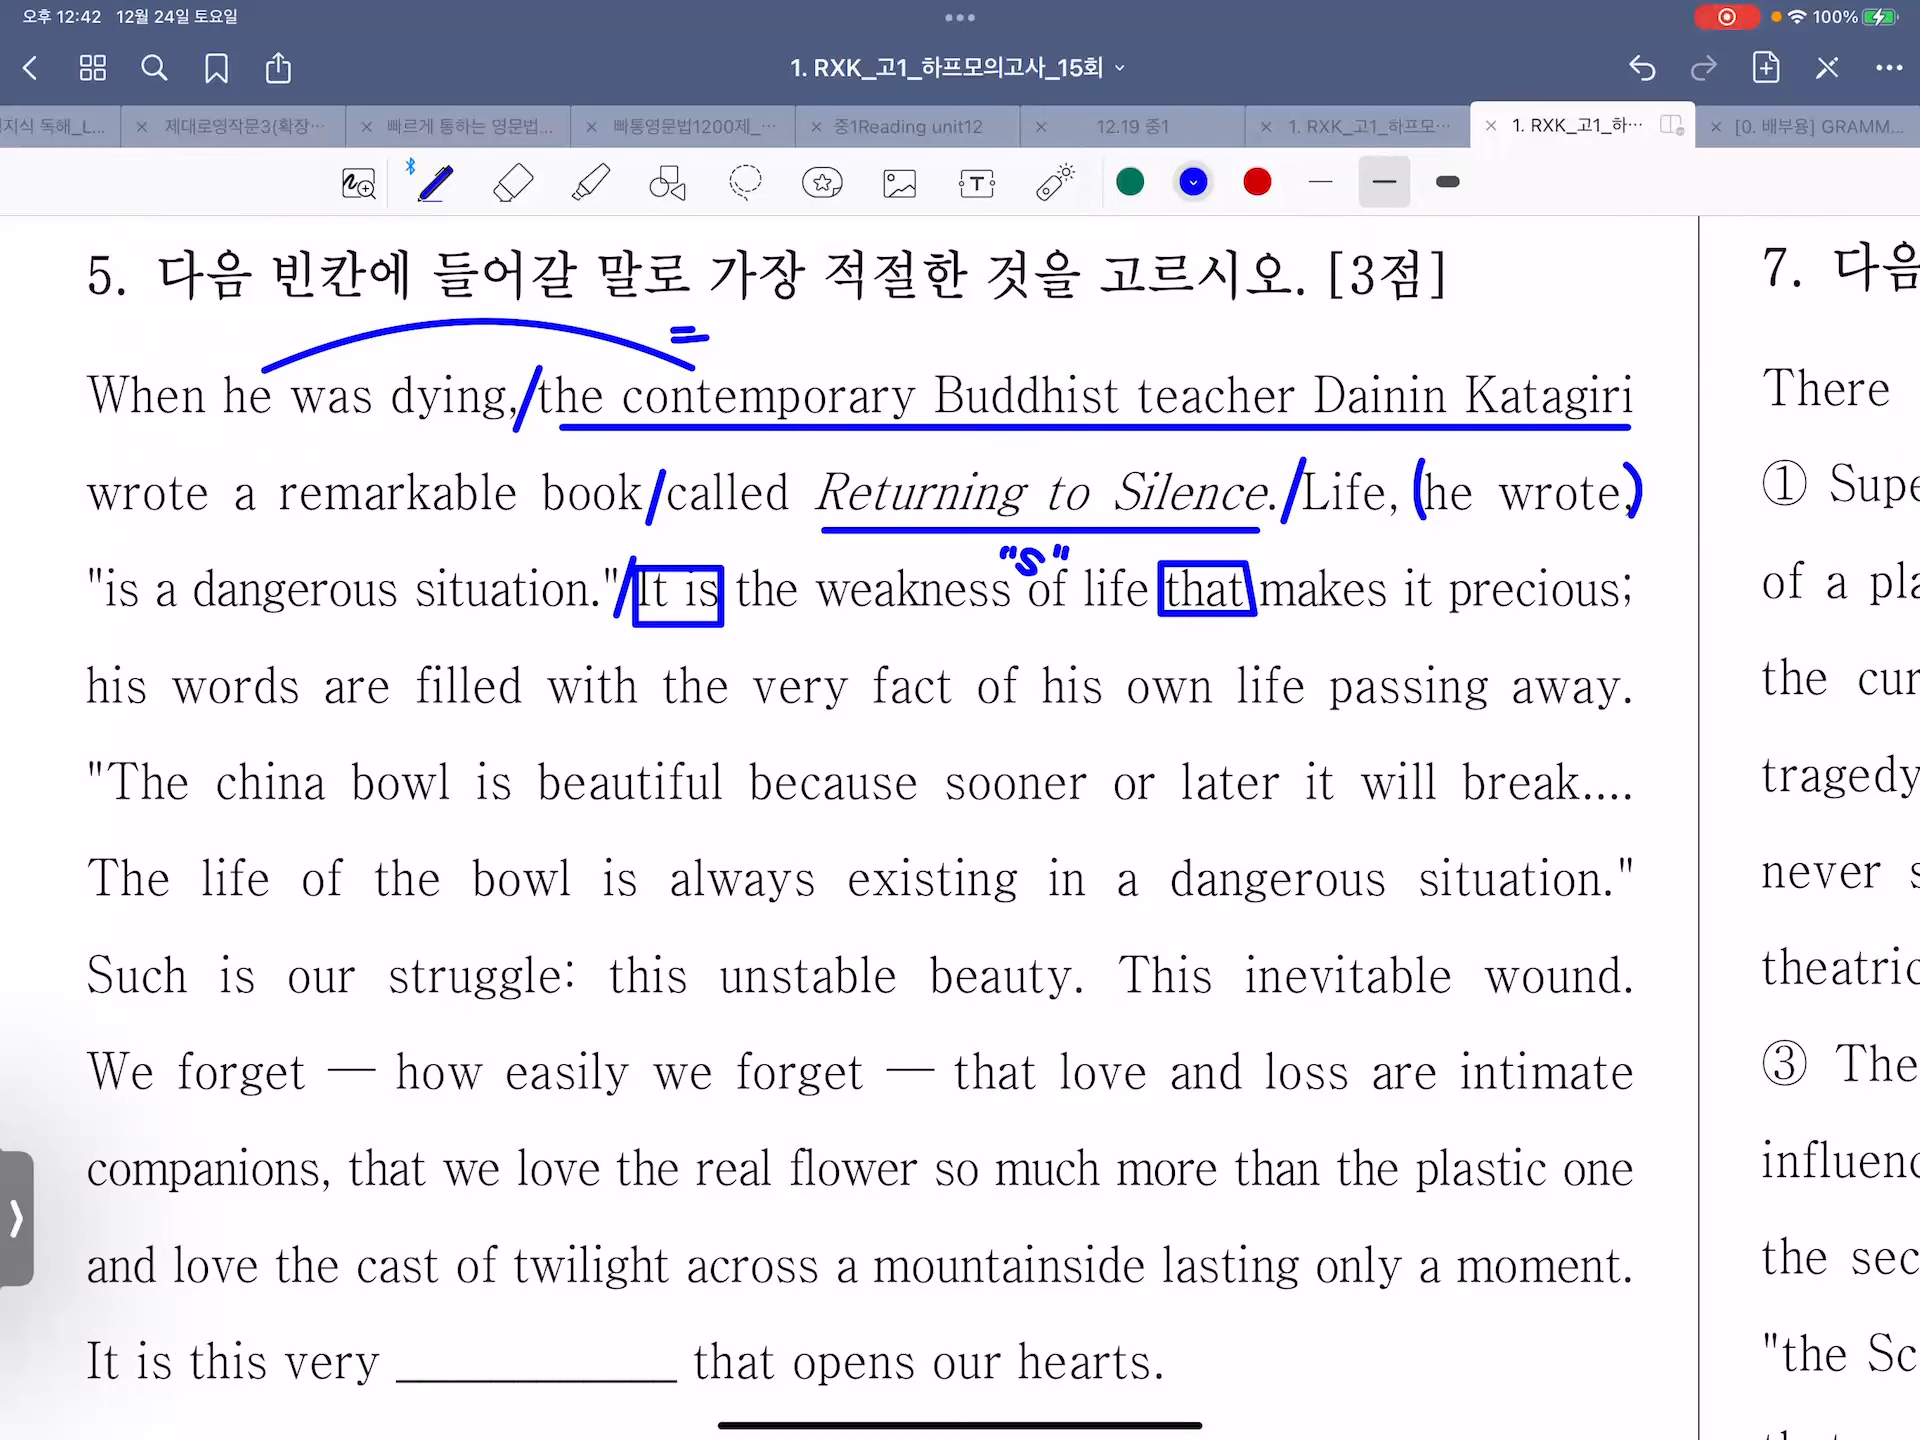 오후 12:42 12월 24일 토요일
100%
1. RXK_고1_하프모의고사_15회
지식 독해_L...
제대로영작문3(확장...
빠르게 통하는 영문법...
빠통영문법1200제_...
중1Reading unit12
12.19 중1
1. RXK_고1_하프모...
1. RXK_고1_하...
[0. 배부용] GRAMM...
5. 다음 빈칸에 들어갈 말로 가장 적절한 것을 고르시오. [3점]
=
When he was dying, / the contemporary Buddhist teacher Dainin Katagiri
wrote a remarkable book / called Returning to Silence. / Life, (he wrote,)
"S"
"is a dangerous situation." / It is the weakness of life that makes it precious;
his words are filled with the very fact of his own life passing away.
"The china bowl is beautiful because sooner or later it will break....
The life of the bowl is always existing in a dangerous situation."
Such is our struggle: this unstable beauty. This inevitable wound.
We forget — how easily we forget — that love and loss are intimate
companions, that we love the real flower so much more than the plastic one
and love the cast of twilight across a mountainside lasting only a moment.
It is this very ____________ that opens our hearts.
7. 다음
There
① Supe
of a pla
the cur
tragedy
never s
theatric
③ The
influenc
the sec
"the Sc